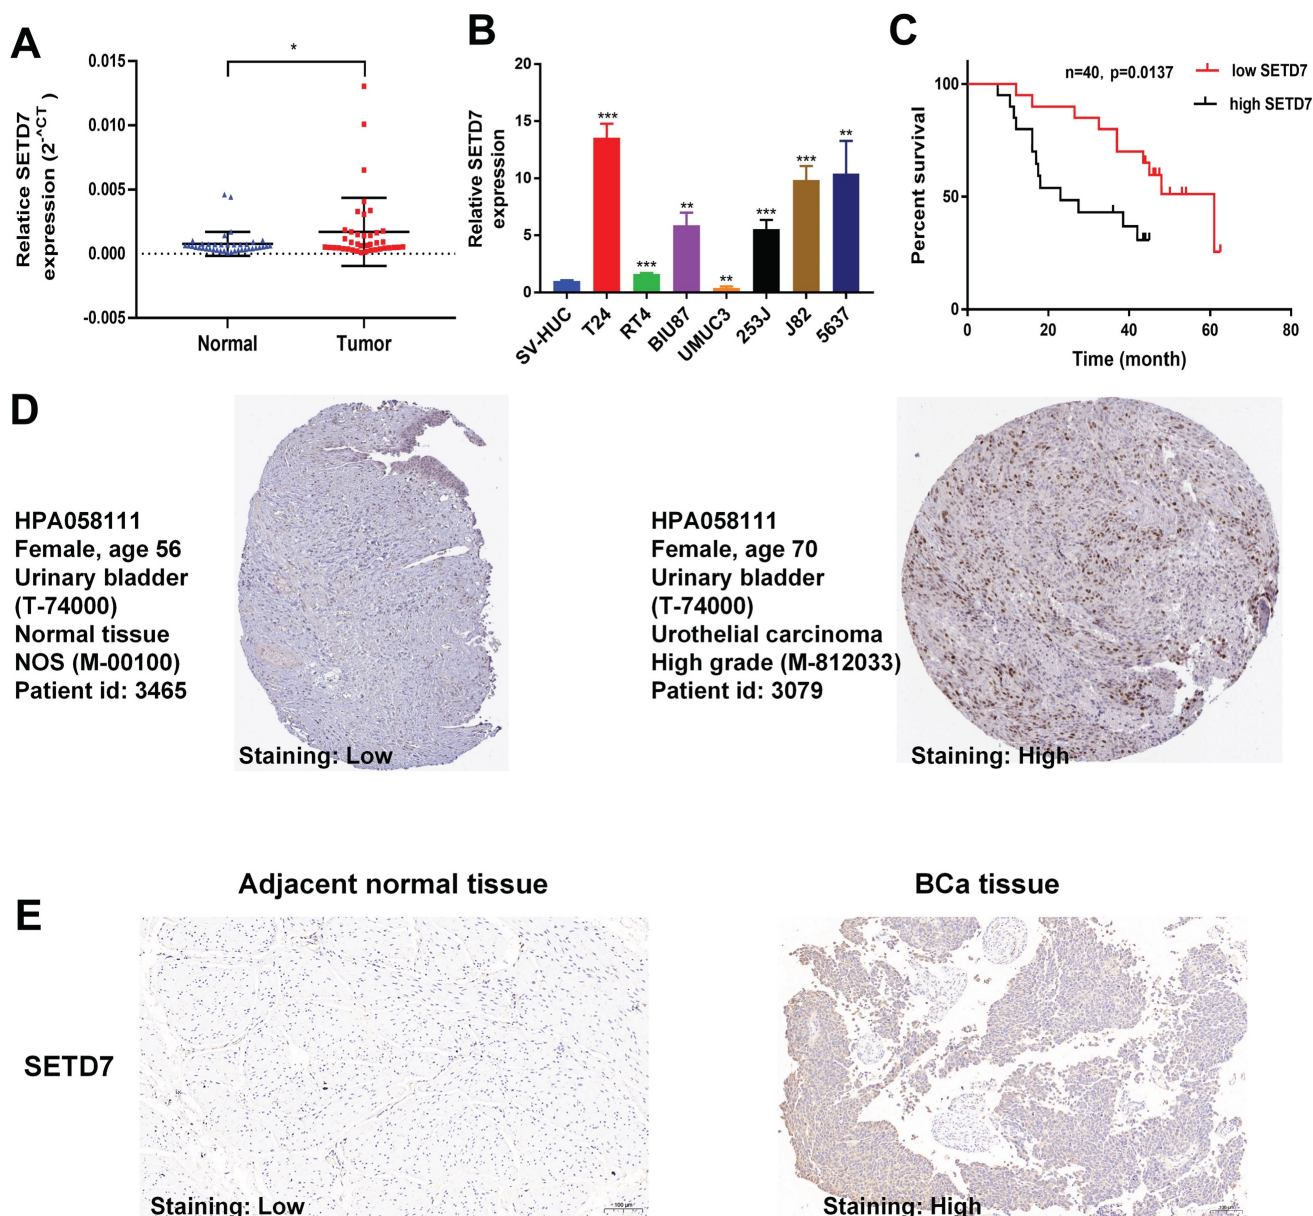 A
Relatice SETD7
expression (2-^CT )
0.015
0.010
0.005
0.000
-0.005
*
Normal
Tumor
B
Relative SETD7
expression
20
15
10
5
0
***
***
**
**
***
***
**
SV-HUC
T24
RT4
BIU87
UMUC3
253J
J82
5637
C
n=40, p=0.0137
low SETD7
high SETD7
Percent survival
100
50
0
0
20
40
60
80
Time (month)
D
HPA058111
Female, age 56
Urinary bladder
(T-74000)
Normal tissue
NOS (M-00100)
Patient id: 3465
Staining: Low
HPA058111
Female, age 70
Urinary bladder
(T-74000)
Urothelial carcinoma
High grade (M-812033)
Patient id: 3079
Staining: High
E
Adjacent normal tissue
BCa tissue
SETD7
Staining: Low
100 μm
Staining: High